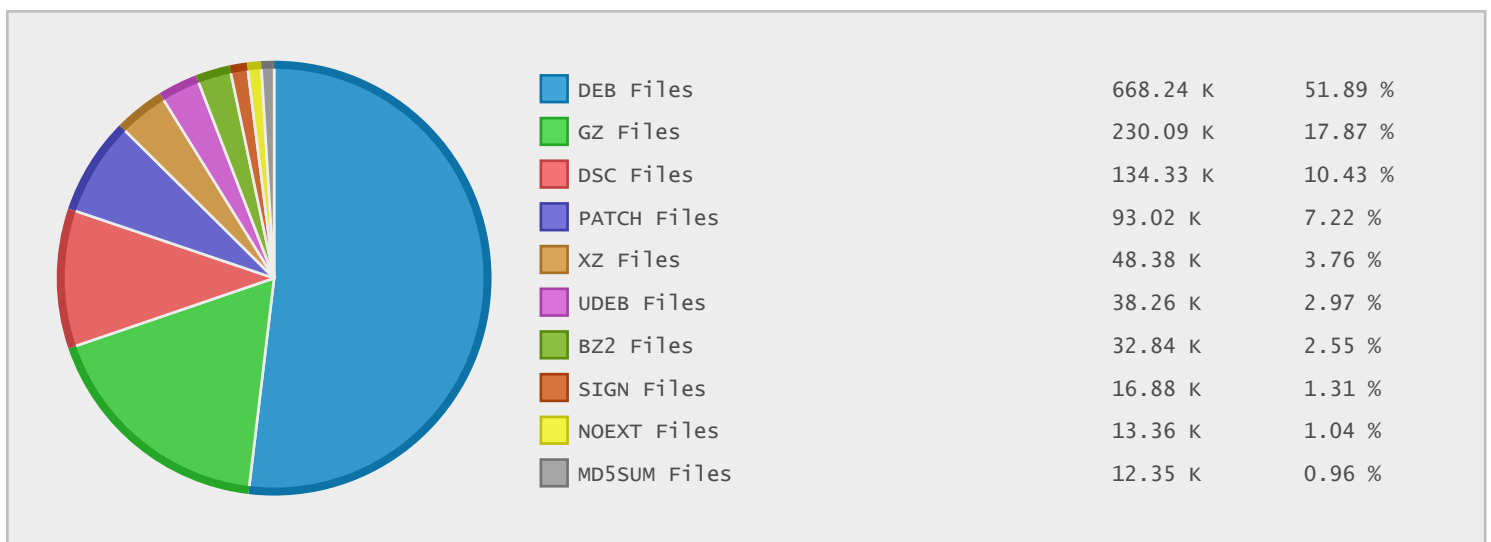 DEB Files 668.24 K 51.89 %
GZ Files 230.09 K 17.87 %
DSC Files 134.33 K 10.43 %
PATCH Files 93.02 K 7.22 %
XZ Files 48.38 K 3.76 %
UDEB Files 38.26 K 2.97 %
BZ2 Files 32.84 K 2.55 %
SIGN Files 16.88 K 1.31 %
NOEXT Files 13.36 K 1.04 %
MD5SUM Files 12.35 K 0.96 %